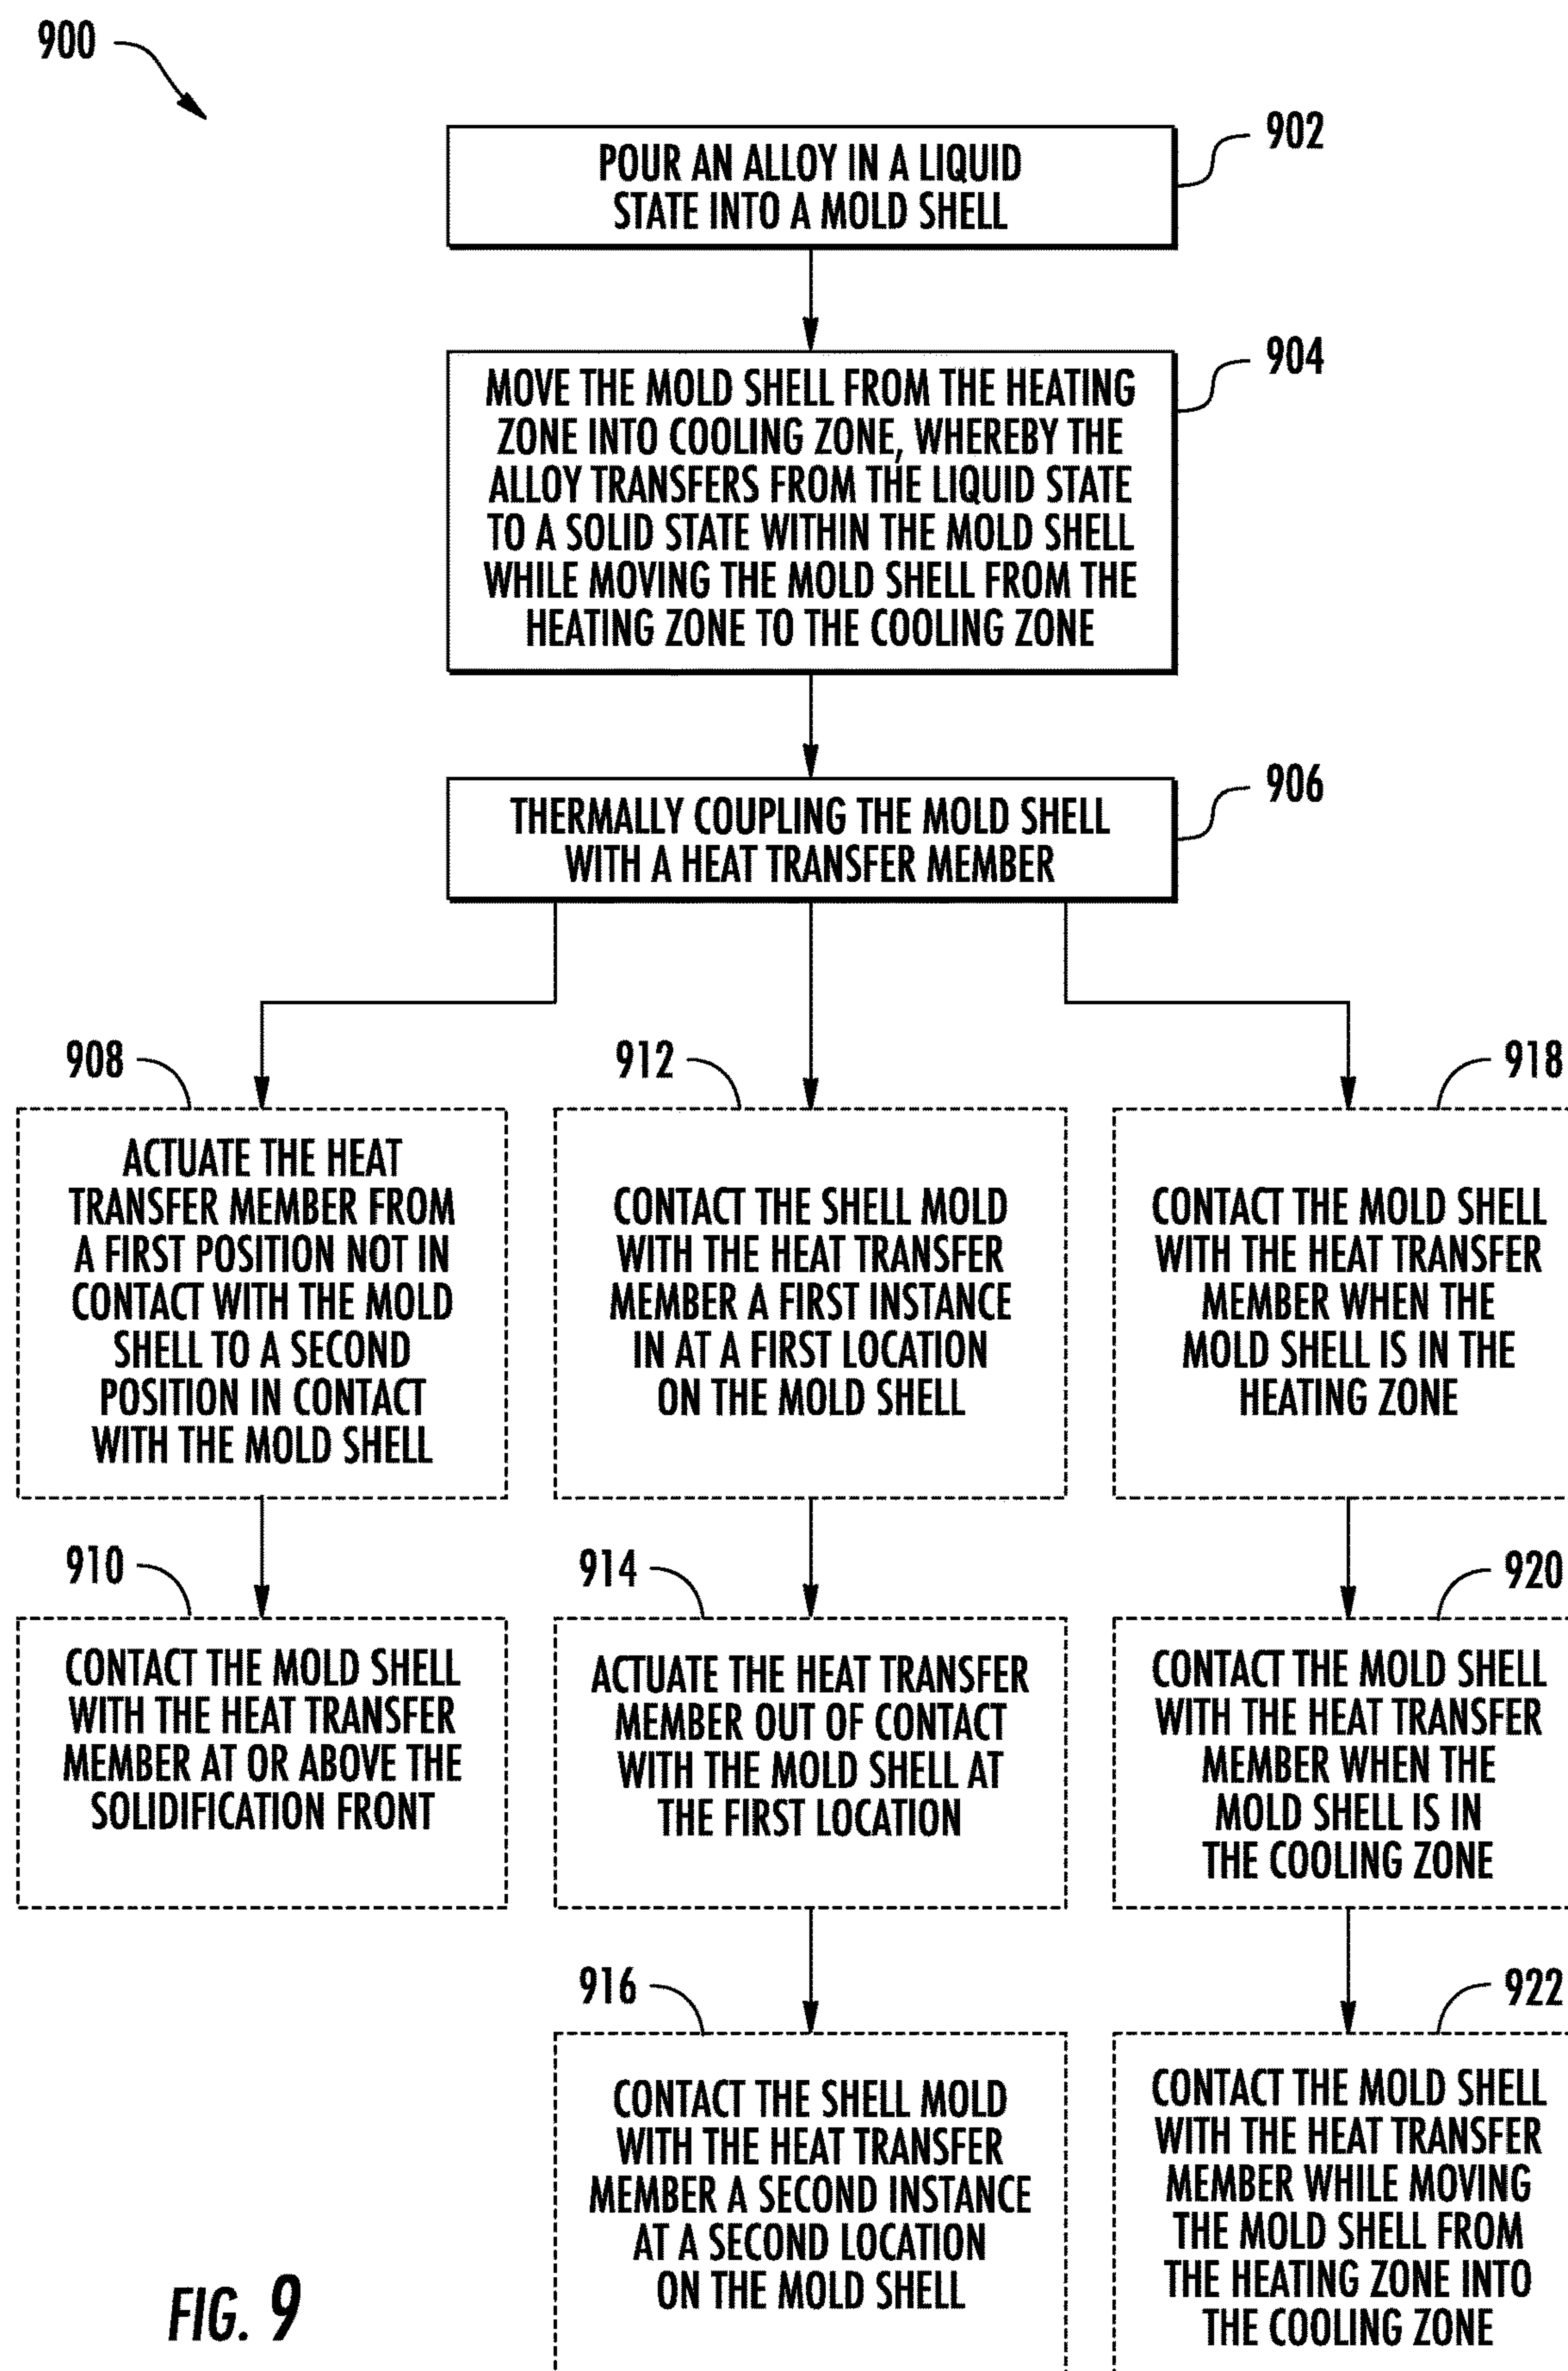 900
902
POUR AN ALLOY IN A LIQUID
STATE INTO A MOLD SHELL
904
MOVE THE MOLD SHELL FROM THE HEATING
ZONE INTO COOLING ZONE, WHEREBY THE
ALLOY TRANSFERS FROM THE LIQUID STATE
TO A SOLID STATE WITHIN THE MOLD SHELL
WHILE MOVING THE MOLD SHELL FROM THE
HEATING ZONE TO THE COOLING ZONE
906
THERMALLY COUPLING THE MOLD SHELL
WITH A HEAT TRANSFER MEMBER
908
ACTUATE THE HEAT
TRANSFER MEMBER FROM
A FIRST POSITION NOT IN
CONTACT WITH THE MOLD
SHELL TO A SECOND
POSITION IN CONTACT
WITH THE MOLD SHELL
910
CONTACT THE MOLD SHELL
WITH THE HEAT TRANSFER
MEMBER AT OR ABOVE THE
SOLIDIFICATION FRONT
912
CONTACT THE SHELL MOLD
WITH THE HEAT TRANSFER
MEMBER A FIRST INSTANCE
IN AT A FIRST LOCATION
ON THE MOLD SHELL
914
ACTUATE THE HEAT TRANSFER
MEMBER OUT OF CONTACT
WITH THE MOLD SHELL AT
THE FIRST LOCATION
916
CONTACT THE SHELL MOLD
WITH THE HEAT TRANSFER
MEMBER A SECOND INSTANCE
AT A SECOND LOCATION
ON THE MOLD SHELL
918
CONTACT THE MOLD SHELL
WITH THE HEAT TRANSFER
MEMBER WHEN THE
MOLD SHELL IS IN THE
HEATING ZONE
920
CONTACT THE MOLD SHELL
WITH THE HEAT TRANSFER
MEMBER WHEN THE
MOLD SHELL IS IN
THE COOLING ZONE
922
CONTACT THE MOLD SHELL
WITH THE HEAT TRANSFER
MEMBER WHILE MOVING
THE MOLD SHELL FROM
THE HEATING ZONE INTO
THE COOLING ZONE
FIG. 9